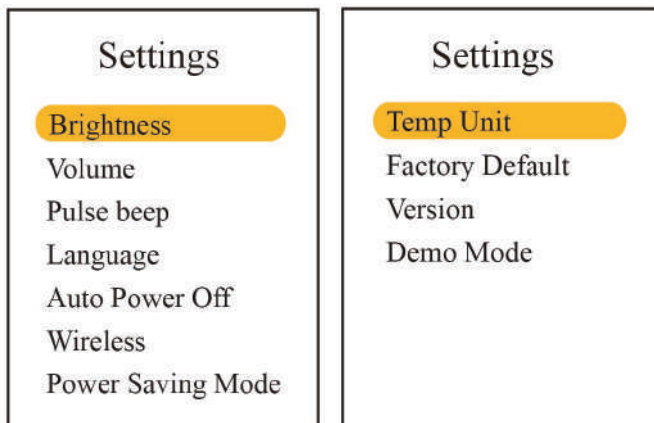 Settings
Brightness
Volume
Pulse beep
Language
Auto Power Off
Wireless
Power Saving Mode
Settings
Temp Unit
Factory Default
Version
Demo Mode